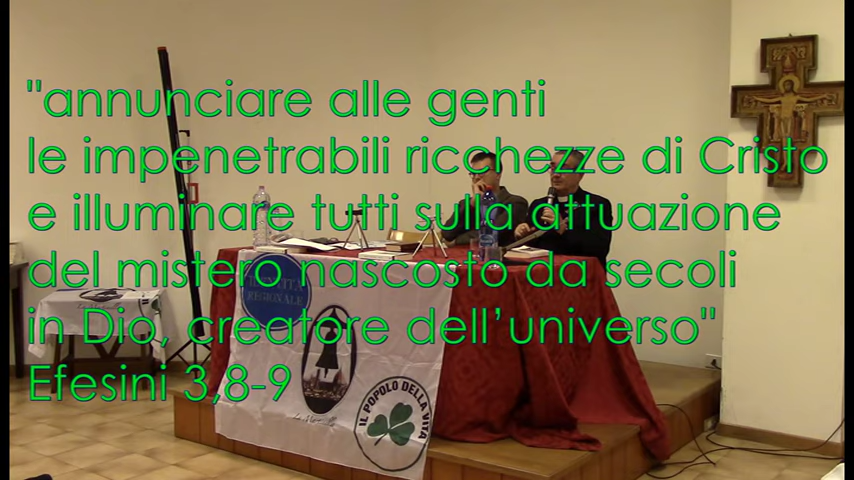 "annunciare alle genti
le impenetrabili ricchezze di Cristo
e illuminare tutti sulla attuazione
del mistero nascosto da secoli
in Dio, creatore dell’universo"
Efesini 3,8-9
REGIONALE
IL POPOLO DELLA VITA